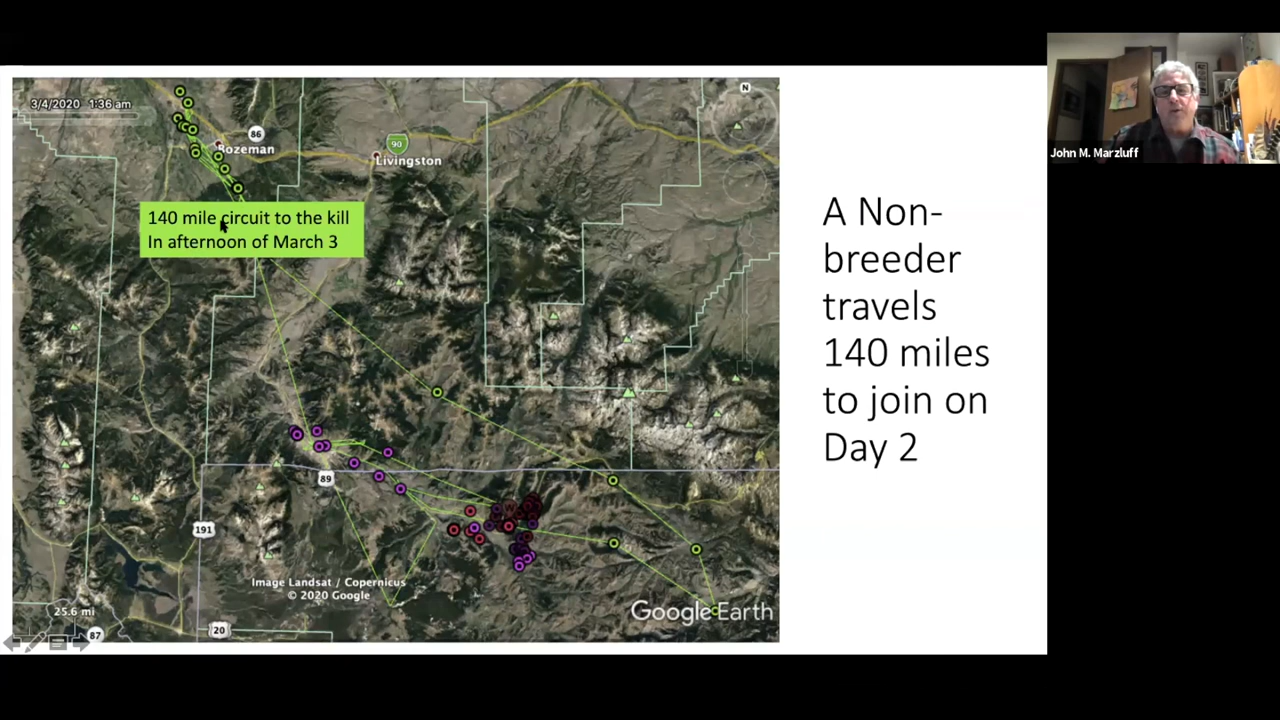 3/4/2020 1:36 am
N
86
Bozeman
90
Livingston
140 mile circuit to the kill
In afternoon of March 3
89
191
Image Landsat / Copernicus
© 2020 Google
Google Earth
25.6 mi
20
87
A Non-
breeder
travels
140 miles
to join on
Day 2
John M. Marzluff